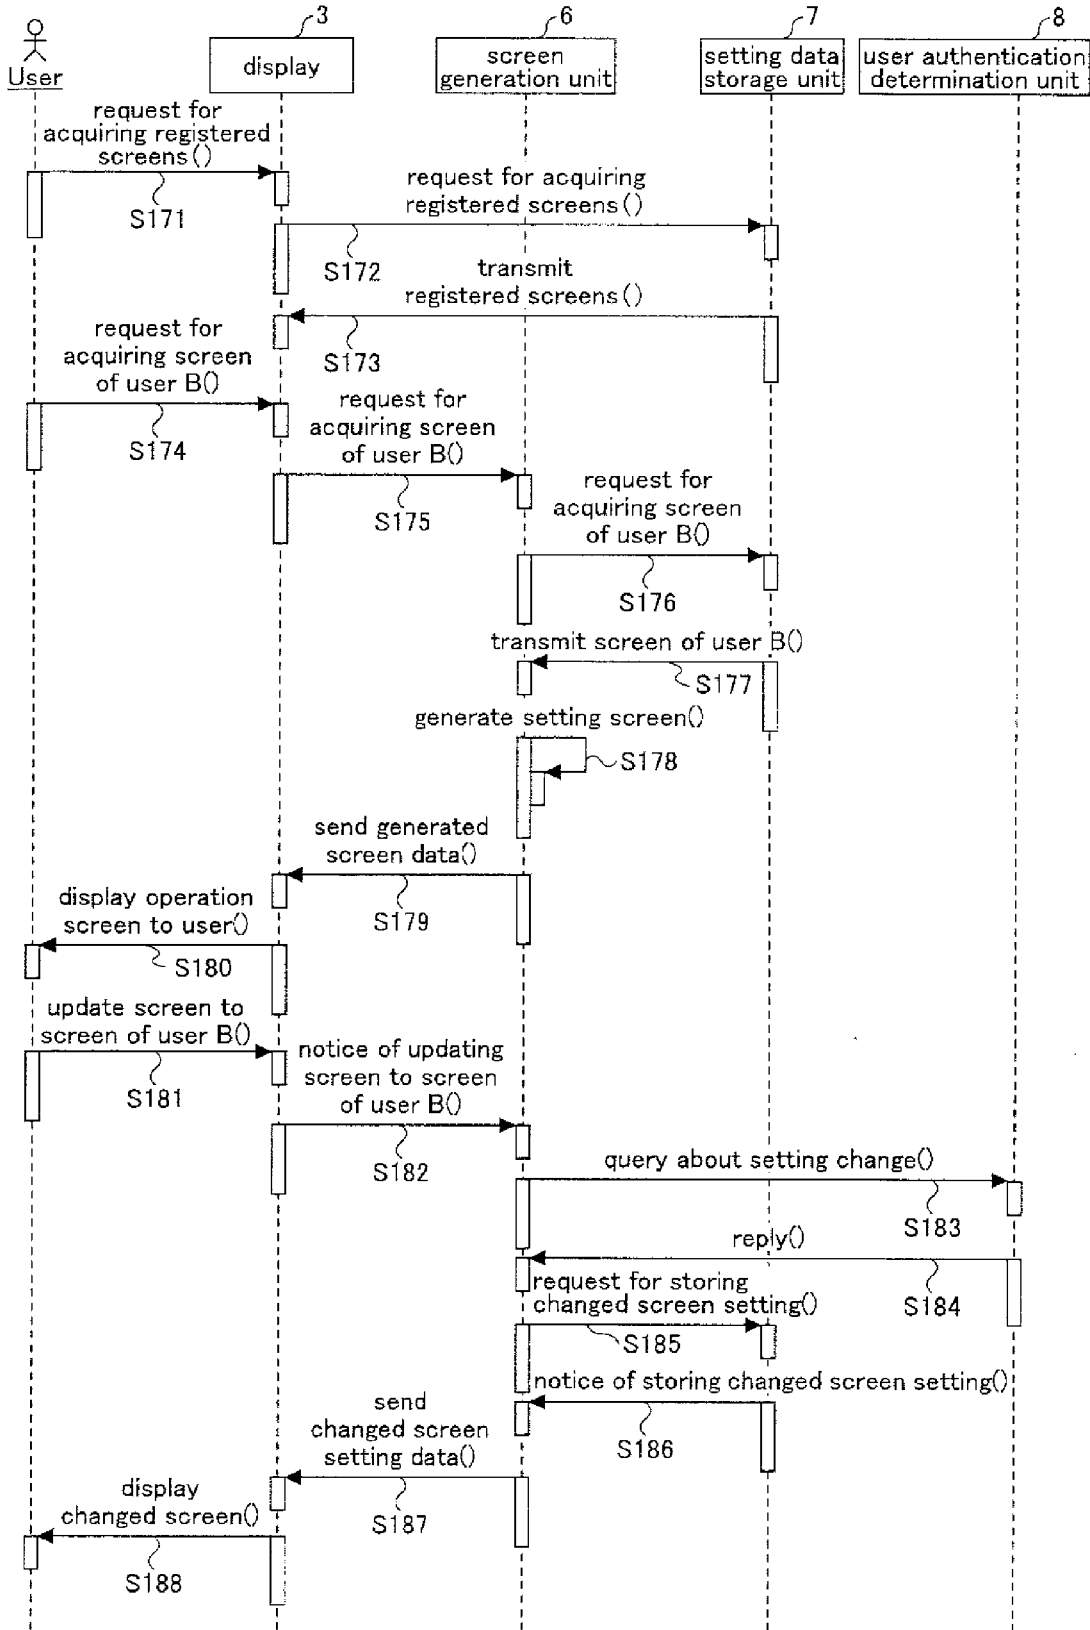 3
6
7
8
User
display
screen
generation unit
setting data
storage unit
user authentication
determination unit
request for
acquiring registered
screens()
S171
request for acquiring
registered screens()
S172
transmit
registered screens()
S173
request for
acquiring screen
of user B()
S174
request for
acquiring screen
of user B()
S175
request for
acquiring screen
of user B()
S176
transmit screen of user B()
S177
generate setting screen()
S178
send generated
screen data()
S179
display operation
screen to user()
S180
update screen to
screen of user B()
S181
notice of updating
screen to screen
of user B()
S182
query about setting change()
S183
reply()
S184
request for storing
changed screen setting()
S185
notice of storing changed screen setting()
S186
send
changed screen
setting data()
S187
display
changed screen()
S188